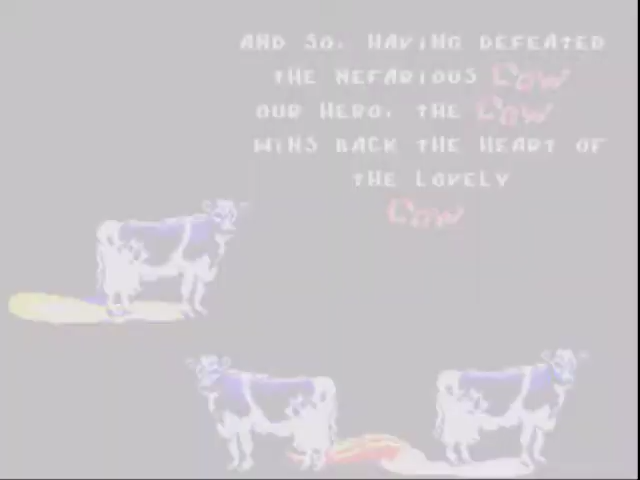 AND SO, HAVING DEFEATED
THE NEFARIOUS Cow
OUR HERO, THE Cow
WINS BACK THE HEART OF
THE LOVELY
Cow